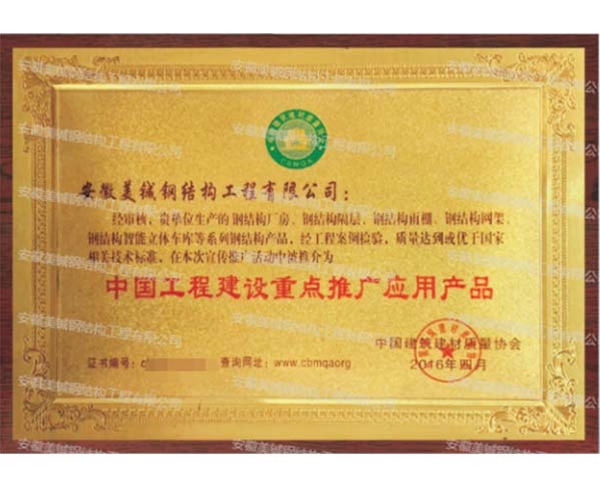 CBMQA
安徽美铖钢结构工程有限公司：
经审核，贵单位生产的钢结构厂房、钢结构隔层、钢结构雨棚、钢结构网架、
钢结构智能立体车库等系列钢结构产品，经工程案例检验，质量达到或优于国家
相关技术标准，在本次宣传推广活动中被推介为
中国工程建设重点推广应用产品
中国建筑建材质量协会
2016年四月
证书编号：c
查询网址：www.cbmqaorg